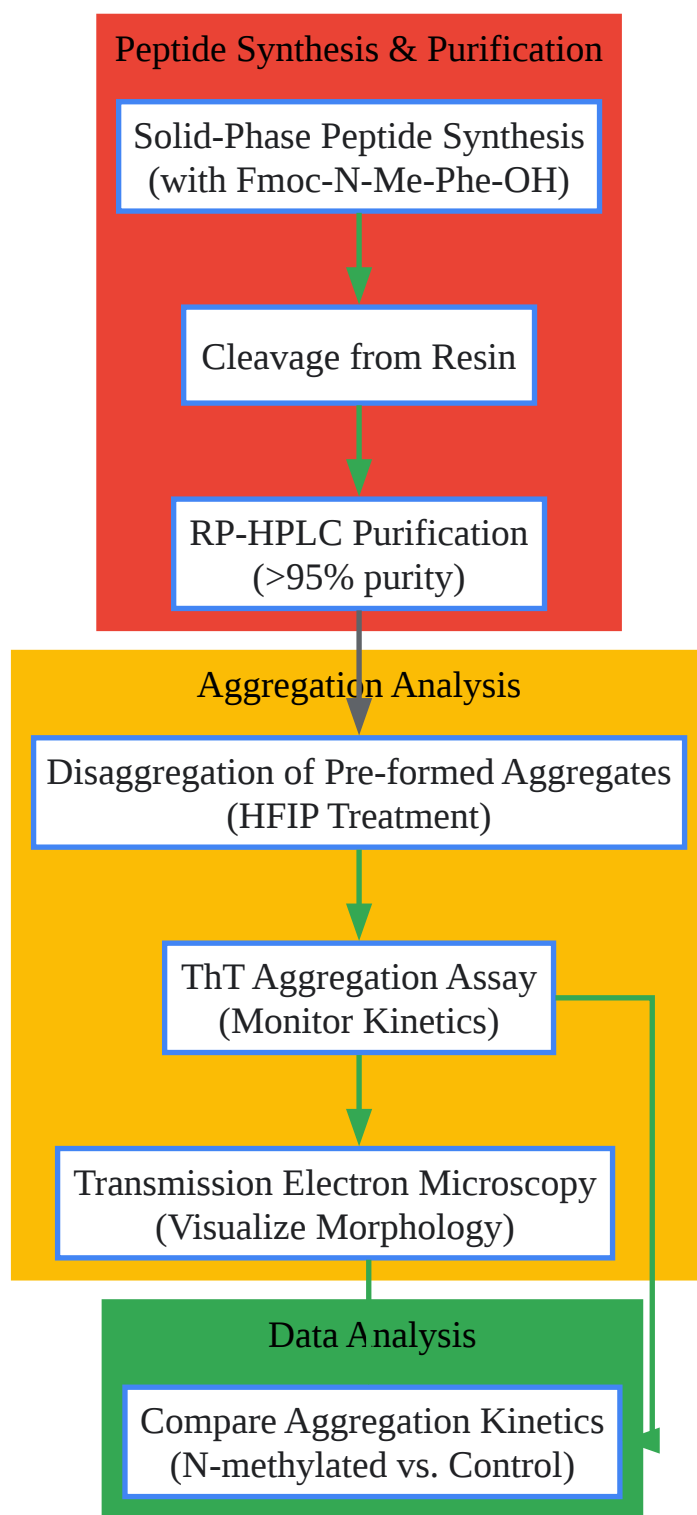 Peptide Synthesis & Purification
Solid-Phase Peptide Synthesis
(with Fmoc-N-Me-Phe-OH)
Cleavage from Resin
RP-HPLC Purification
(>95% purity)
Aggregation Analysis
Disaggregation of Pre-formed Aggregates
(HFIP Treatment)
ThT Aggregation Assay
(Monitor Kinetics)
Transmission Electron Microscopy
(Visualize Morphology)
Data Analysis
Compare Aggregation Kinetics
(N-methylated vs. Control)